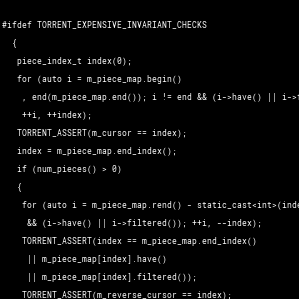 #ifdef TORRENT_EXPENSIVE_INVARIANT_CHECKS
{
piece_index_t index(0);
for (auto i = m_piece_map.begin()
, end(m_piece_map.end()); i != end && (i->have() || i->
++i, ++index);
TORRENT_ASSERT(m_cursor == index);
index = m_piece_map.end_index();
if (num_pieces() > 0)
{
for (auto i = m_piece_map.rend() - static_cast<int>(inde
&& (i->have() || i->filtered()); ++i, --index);
TORRENT_ASSERT(index == m_piece_map.end_index()
|| m_piece_map[index].have()
|| m_piece_map[index].filtered());
TORRENT_ASSERT(m_reverse_cursor == index);